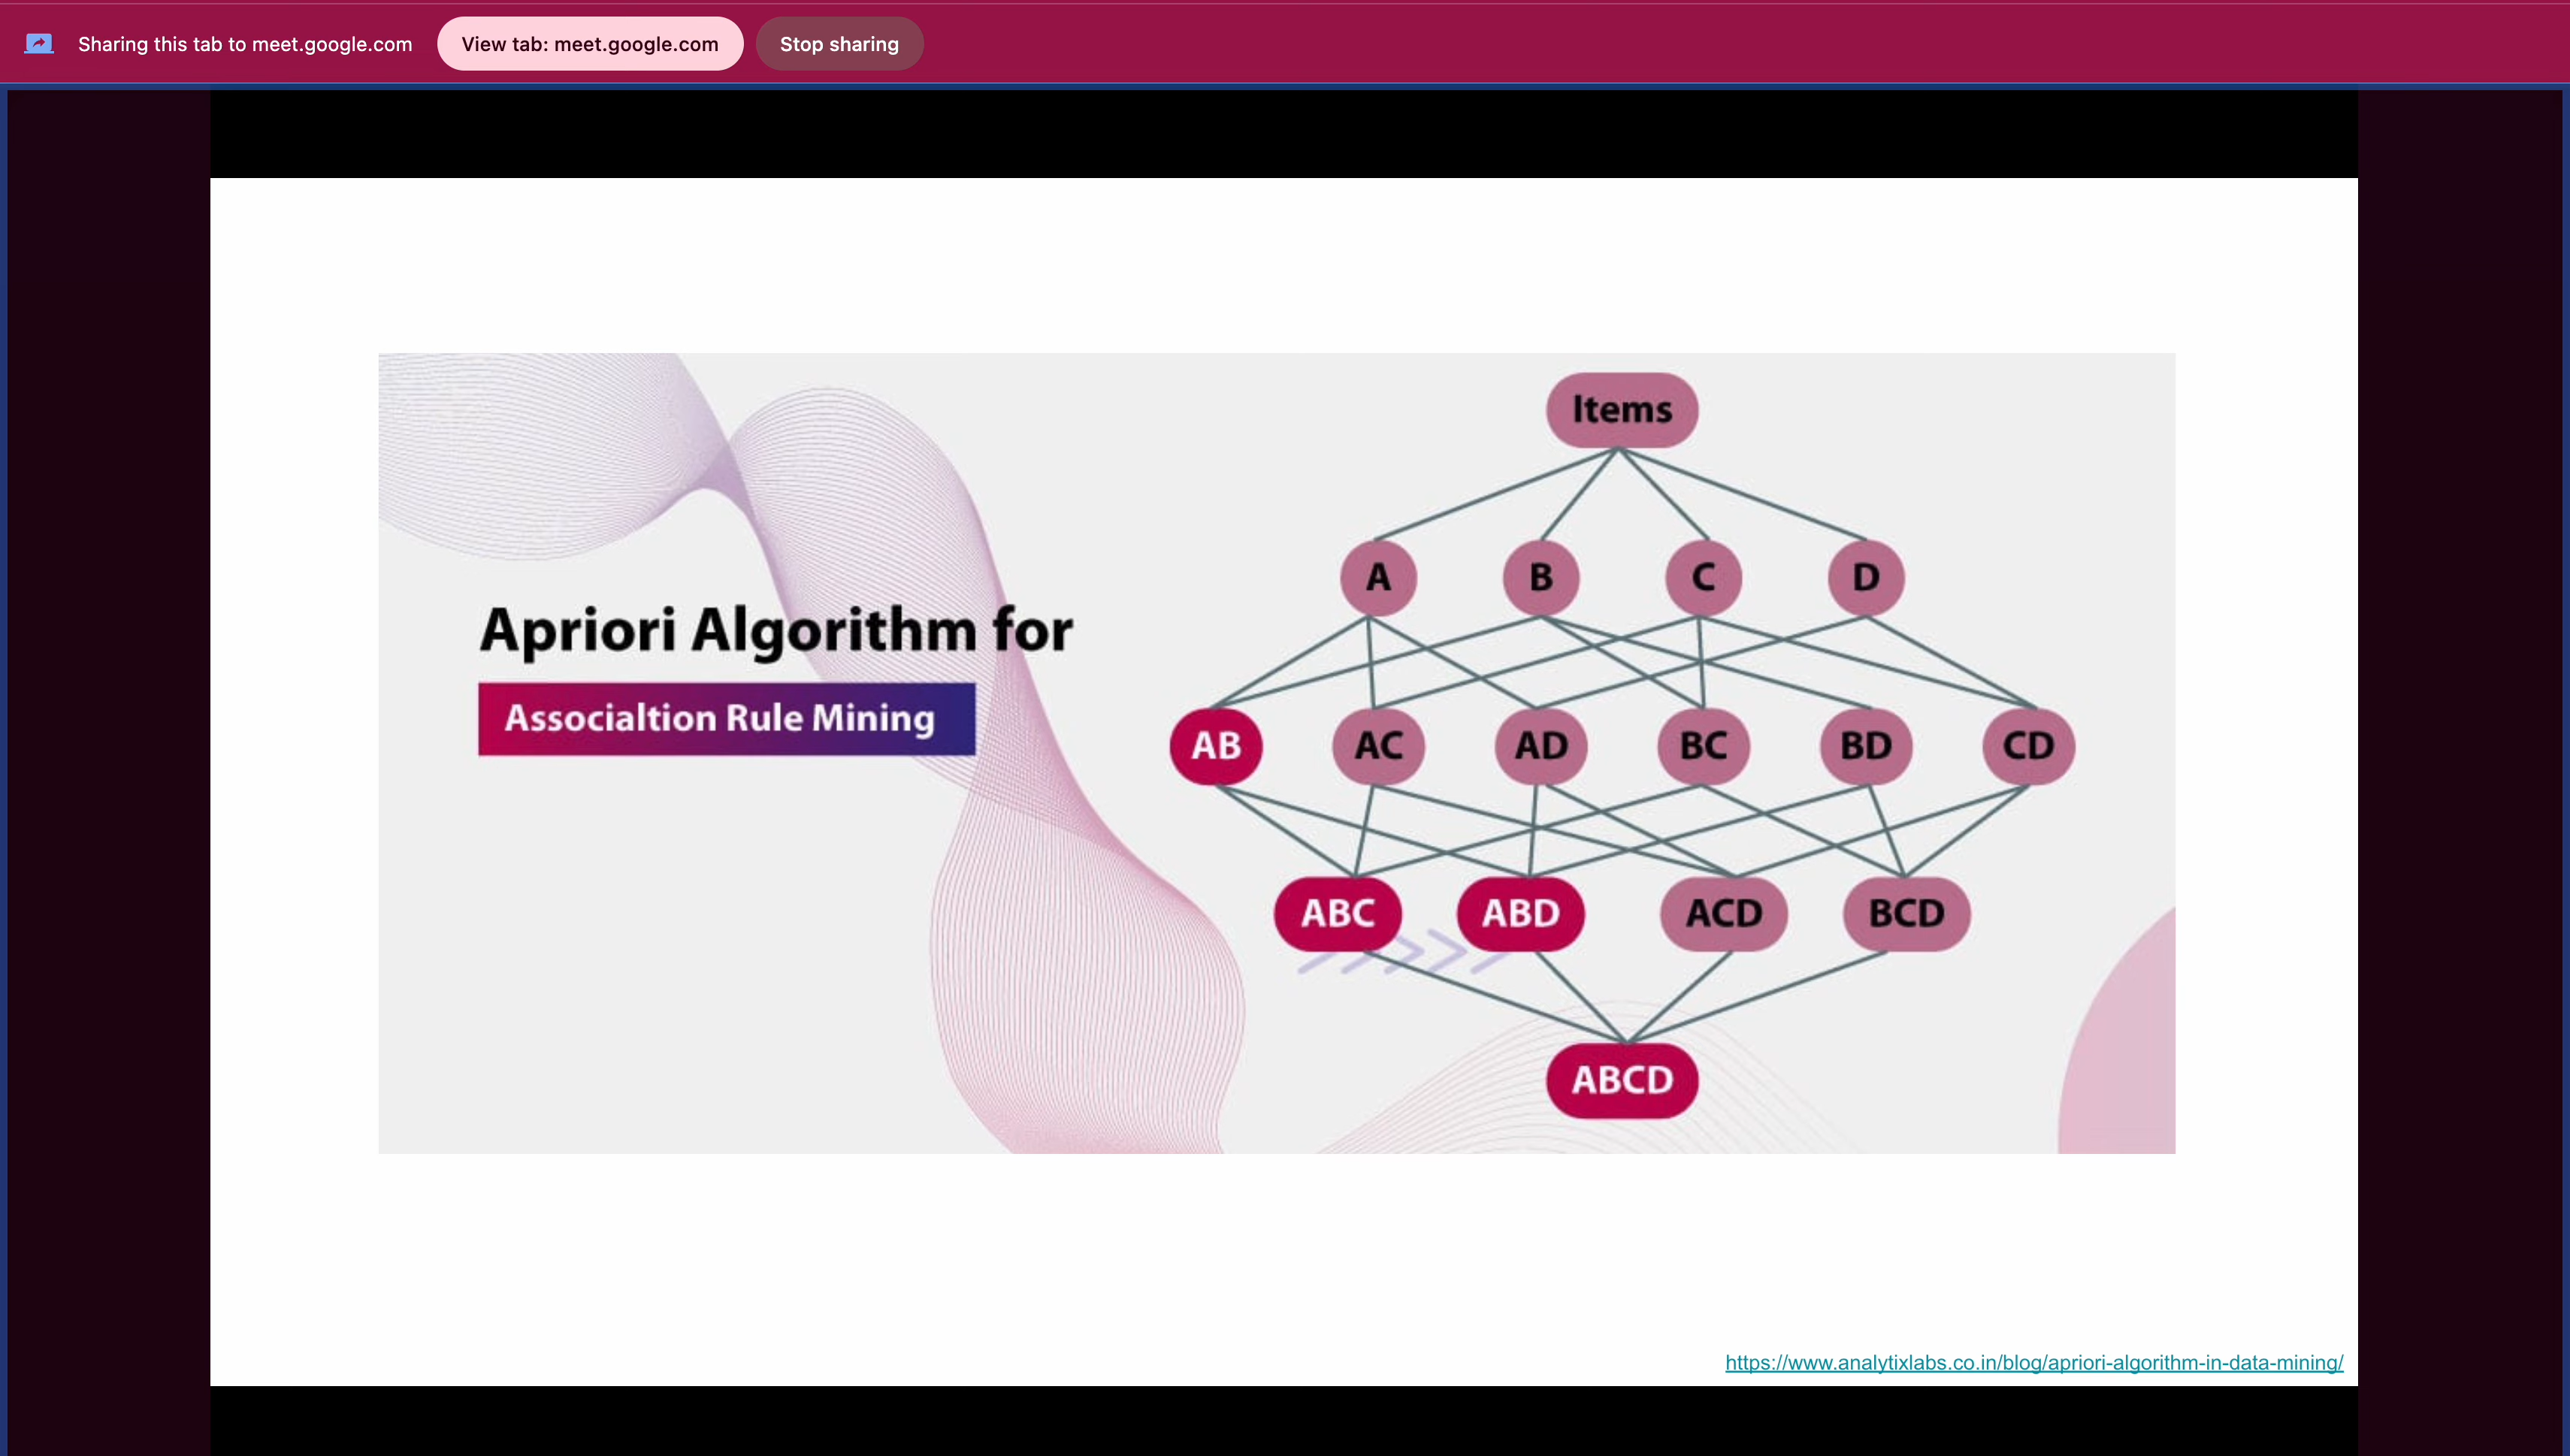 Sharing this tab to meet.google.com View tab: meet.google.com Stop sharing
Apriori Algorithm for
Associaltion Rule Mining
Items
A B C D
AB AC AD BC BD CD
ABC ABD ACD BCD
ABCD
https://www.analytixlabs.co.in/blog/apriori-algorithm-in-data-mining/